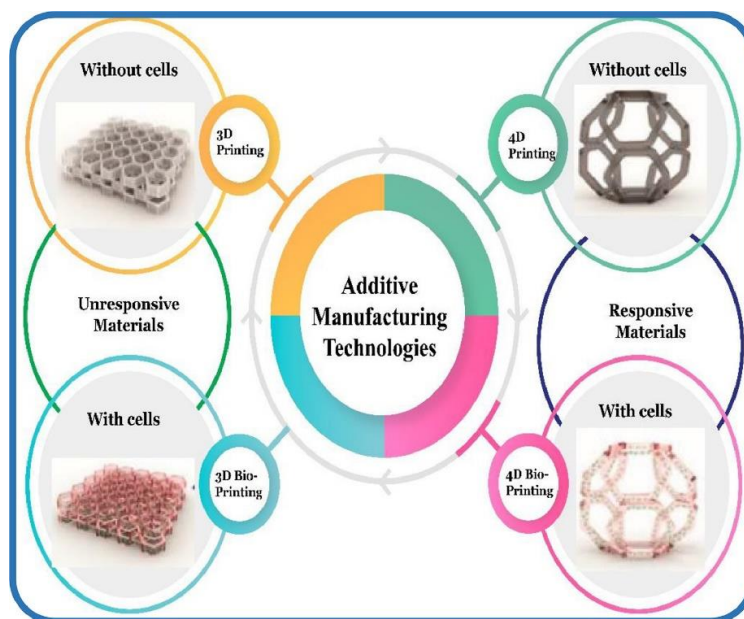 Without cells
3D
Printing
4D
Printing
Without cells
Unresponsive
Materials
Additive
Manufacturing
Technologies
Responsive
Materials
With cells
3D Bio-
Printing
4D Bio-
Printing
With cells